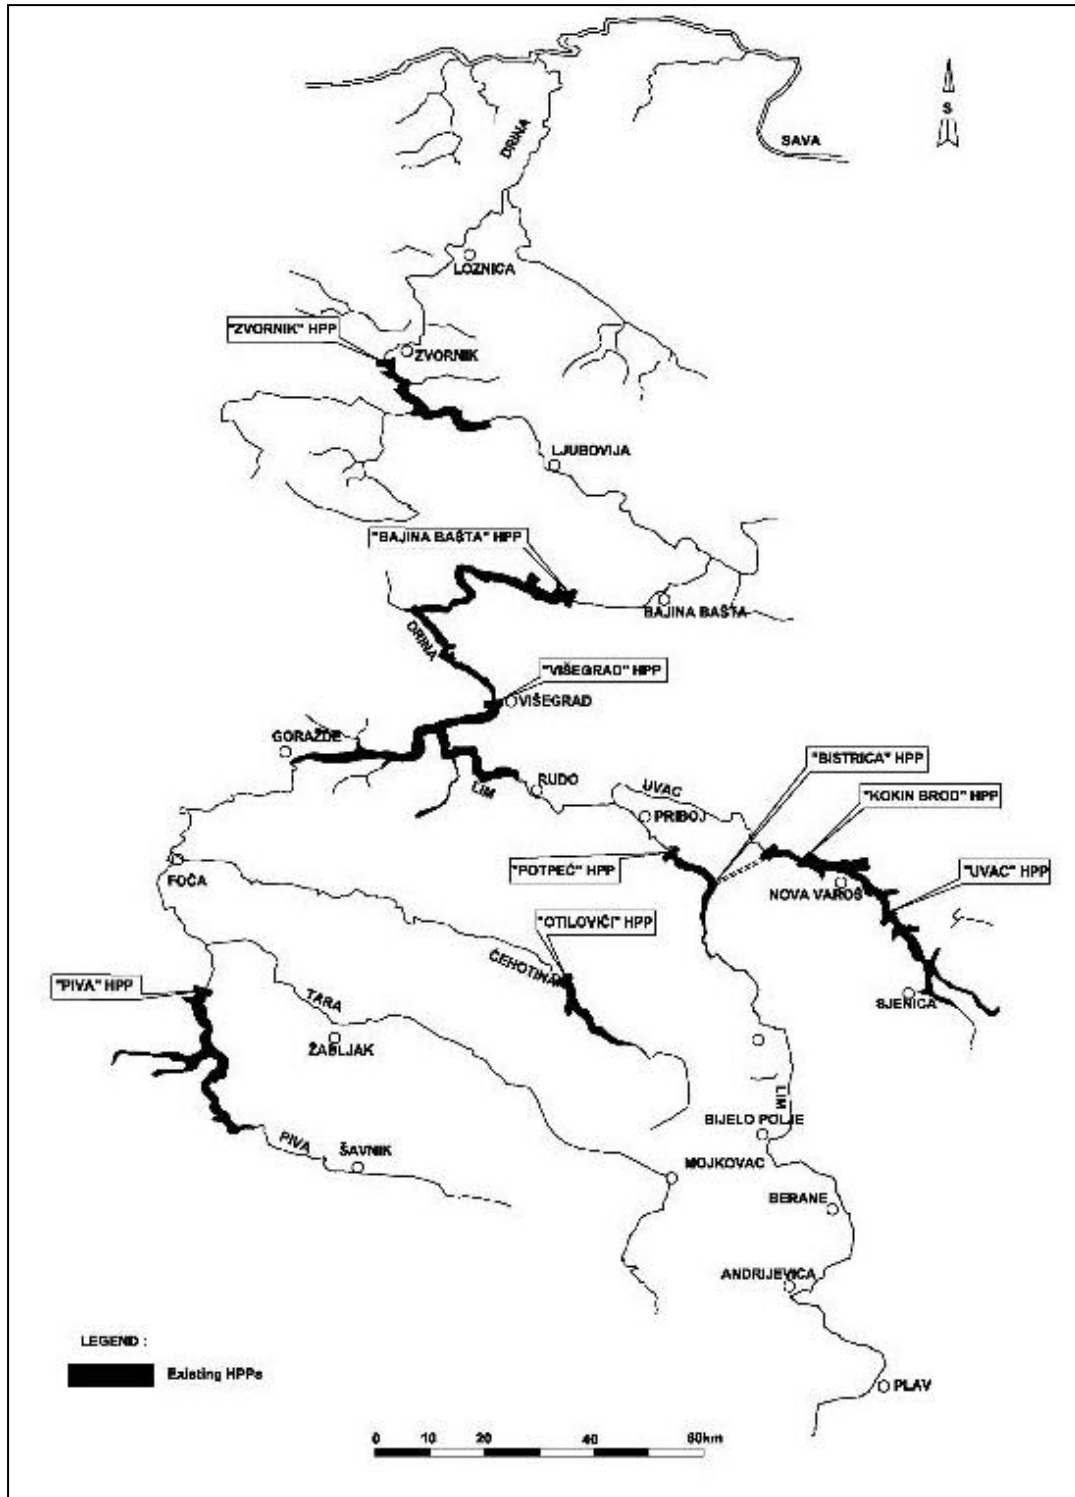 DRINA
S
SAVA
LOZNICA
"ZVORNIK" HPP
ZVORNIK
LJUBOVIJA
"BAJINA BAŠTA" HPP
BAJINA BAŠTA
DRINA
"VIŠEGRAD" HPP
VIŠEGRAD
GORAŽDE
"BISTRICA" HPP
LIM
RUDO
UVAC
"KOKIN BROD" HPP
PRIBOJ
"POTPEĆ" HPP
"UVAC" HPP
FOČA
NOVA VAROŠ
"OTILOVIĆI" HPP
ĆEHOTINA
"PIVA" HPP
TARA
SJENICA
ŽABLJAK
LIM
BIJELO POLJE
PIVA
ŠAVNIK
MOJKOVAC
BERANE
ANDRIJEVICA
LEGEND :
Existing HPPs
PLAV
0 10 20 40 60km